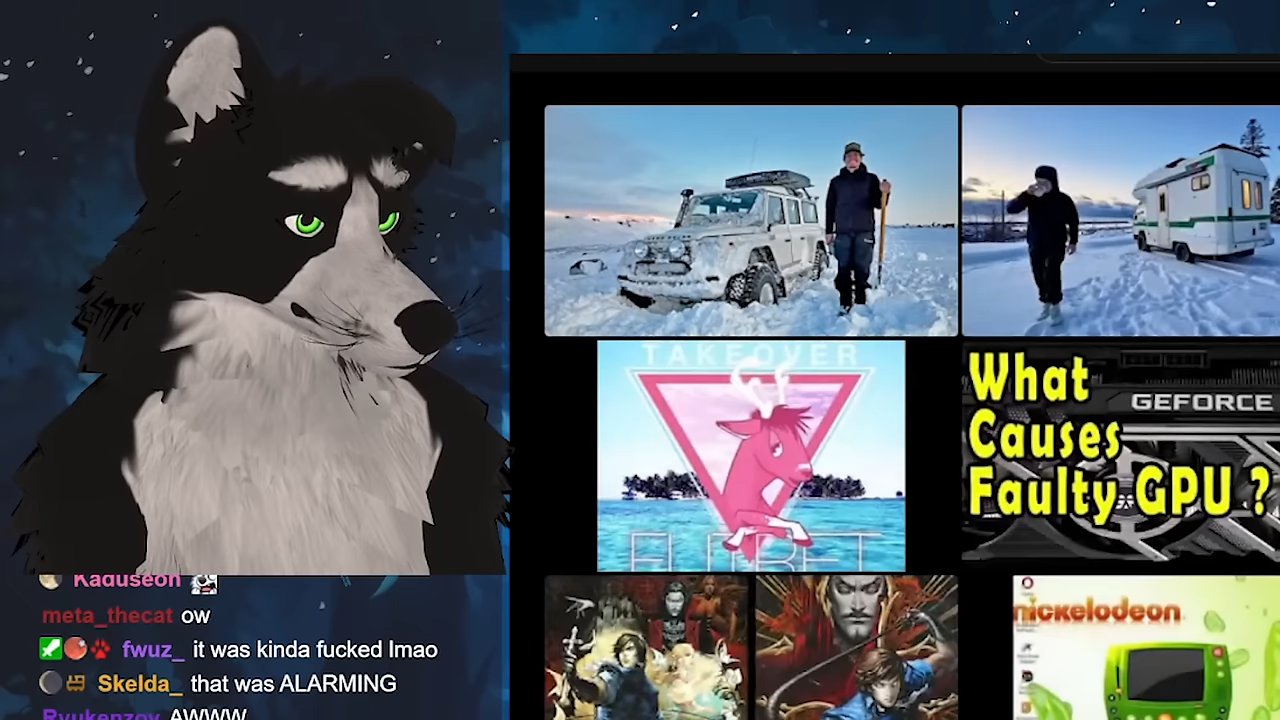 TAKEOVER
GEFORCE
What
Causes
Faulty GPU ?
nickelodeon
Kaduseon
meta_thecat ow
fwuz_ it was kinda fucked lmao
Skelda_ that was ALARMING
Ryukenzov AWWW